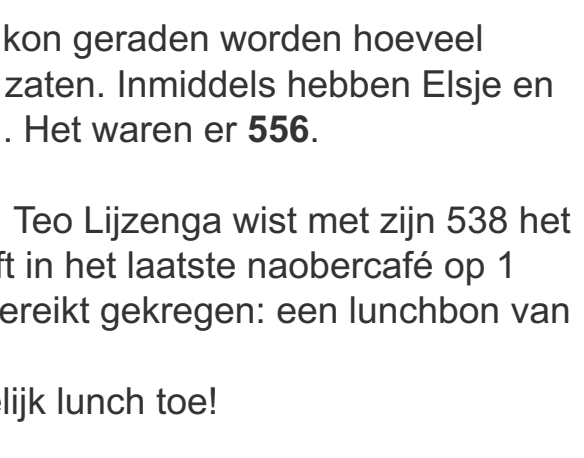 kon geraden worden hoeveel
zaten. Inmiddels hebben Elsje en
. Het waren er 556.
Teo Lijzenga wist met zijn 538 het
ft in het laatste naobercafé op 1
ereikt gekregen: een lunchbon van
lijk lunch toe!